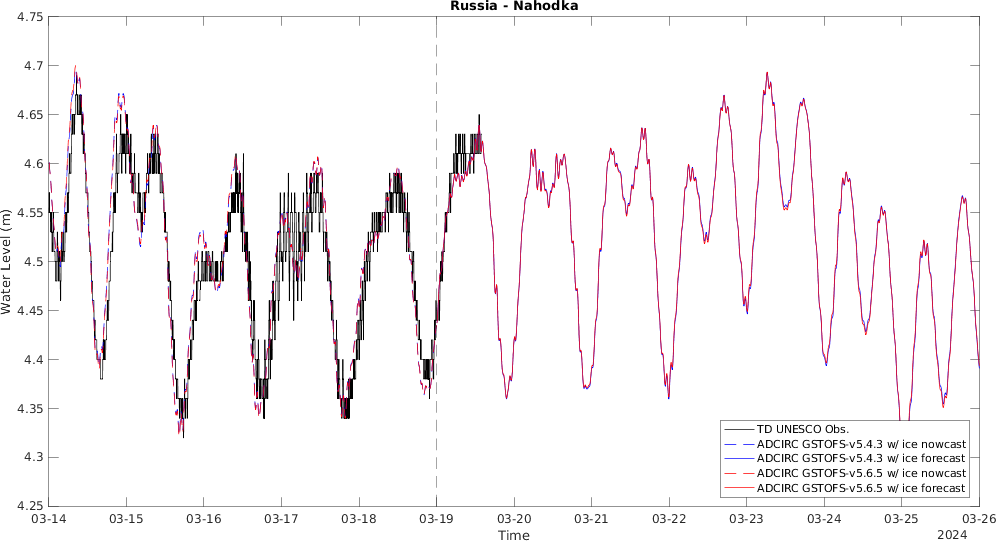 Russia - Nahodka
4.75
4.7
4.65
4.6
4.55
4.5
4.45
4.4
4.35
4.3
4.25
Water Level (m)
TD UNESCO Obs.
ADCIRC GSTOFS-v5.4.3 w/ ice nowcast
ADCIRC GSTOFS-v5.4.3 w/ ice forecast
ADCIRC GSTOFS-v5.6.5 w/ ice nowcast
ADCIRC GSTOFS-v5.6.5 w/ ice forecast
03-14 03-15 03-16 03-17 03-18 03-19 03-20 03-21 03-22 03-23 03-24 03-25 03-26
Time
2024